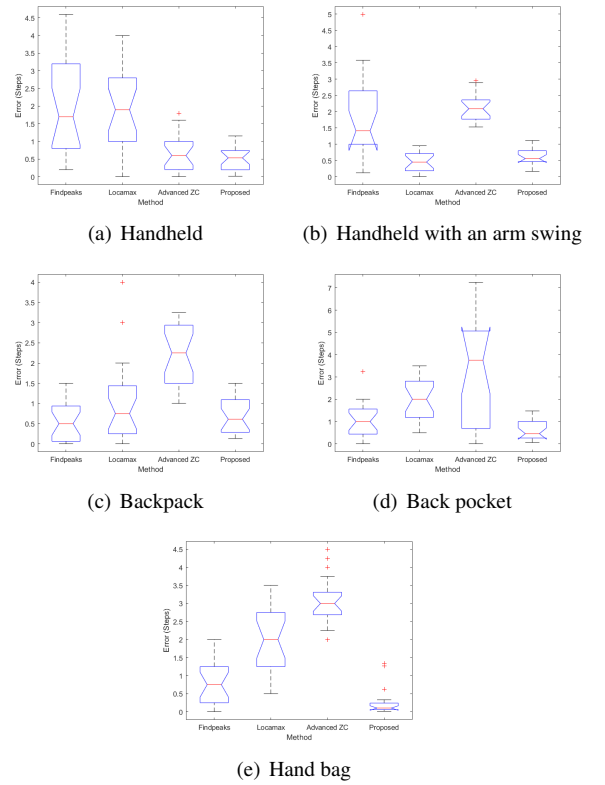 4.5
4
3.5
3
2.5
2
1.5
1
0.5
0
Error (Steps)
Findpeaks Locamax Advanced ZC Proposed
Method
(a) Handheld
5
4.5
4
3.5
3
2.5
2
1.5
1
0.5
0
Error (Steps)
Findpeaks Locamax Advanced ZC Proposed
Method
(b) Handheld with an arm swing
4
3.5
3
2.5
2
1.5
1
0.5
0
Error (Steps)
Findpeaks Locamax Advanced ZC Proposed
Method
(c) Backpack
7
6
5
4
3
2
1
0
Error (Steps)
Findpeaks Locamax Advanced ZC Proposed
Method
(d) Back pocket
4.5
4
3.5
3
2.5
2
1.5
1
0.5
0
Error (Steps)
Findpeaks Locamax Advanced ZC Proposed
Method
(e) Hand bag